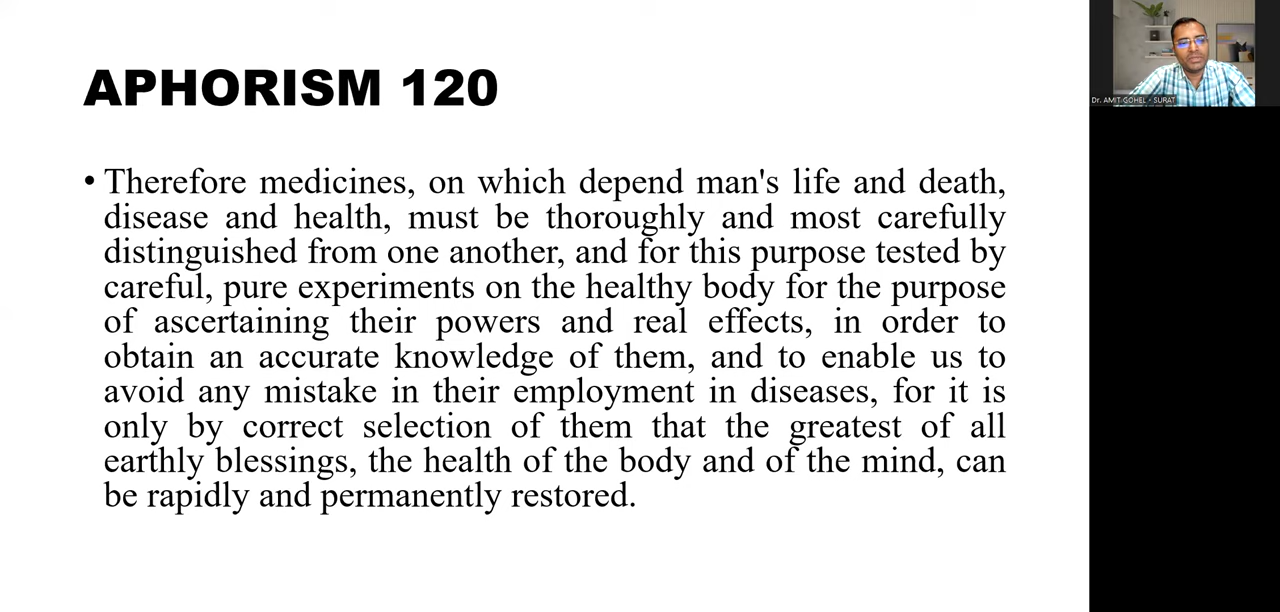 APHORISM 120
• Therefore medicines, on which depend man's life and death,
disease and health, must be thoroughly and most carefully
distinguished from one another, and for this purpose tested by
careful, pure experiments on the healthy body for the purpose
of ascertaining their powers and real effects, in order to
obtain an accurate knowledge of them, and to enable us to
avoid any mistake in their employment in diseases, for it is
only by correct selection of them that the greatest of all
earthly blessings, the health of the body and of the mind, can
be rapidly and permanently restored.
Dr. AMIT GOHEL - SURAT